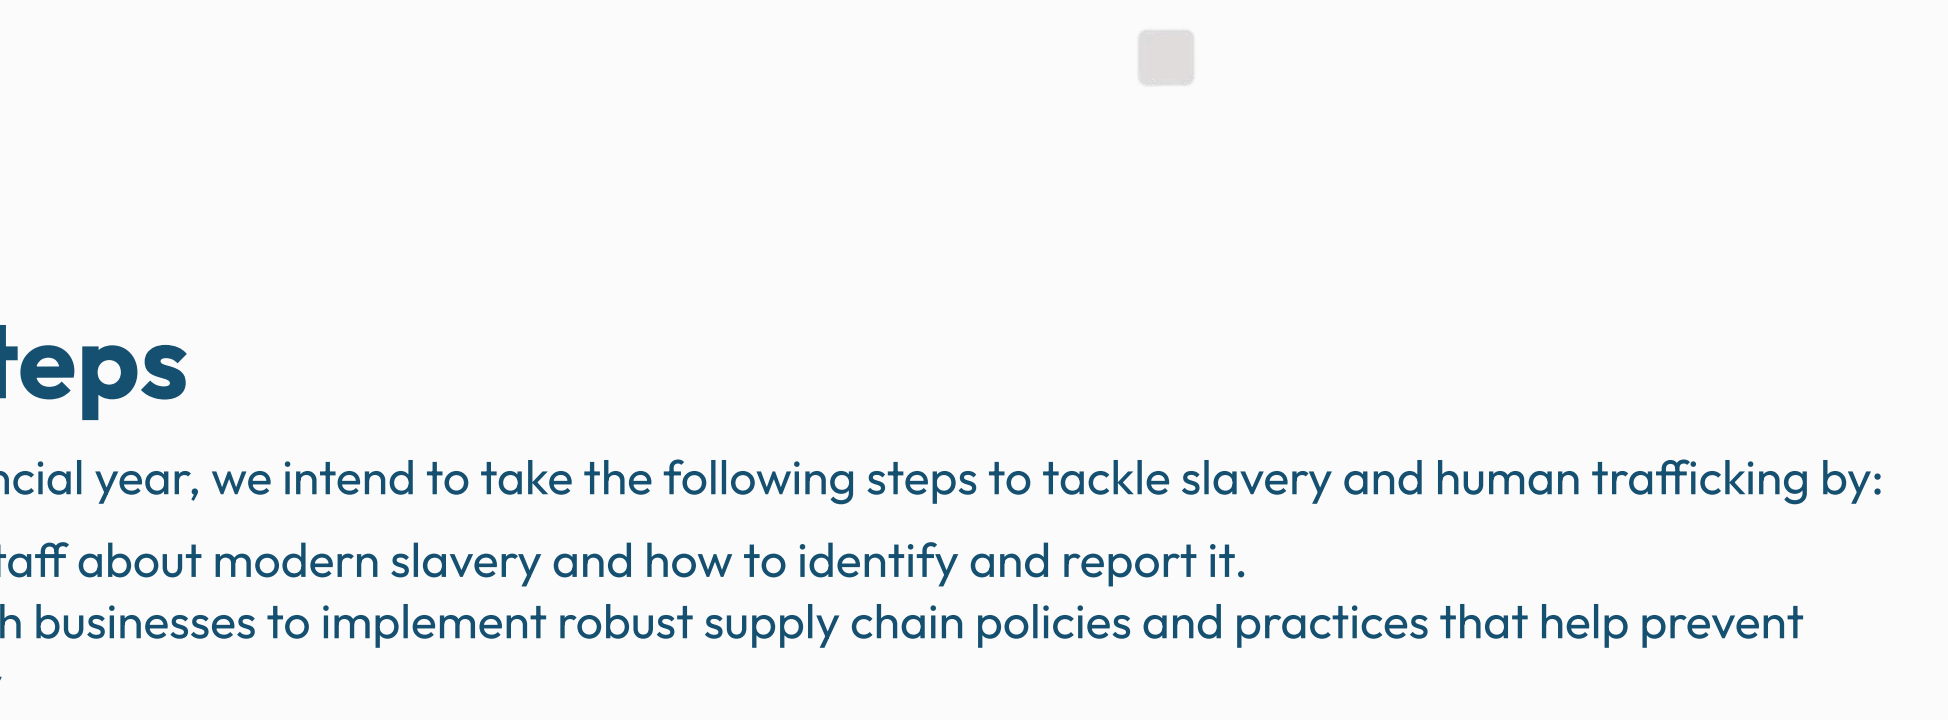 teps
ncial year, we intend to take the following steps to tackle slavery and human trafficking by:
taff about modern slavery and how to identify and report it.
h businesses to implement robust supply chain policies and practices that help prevent